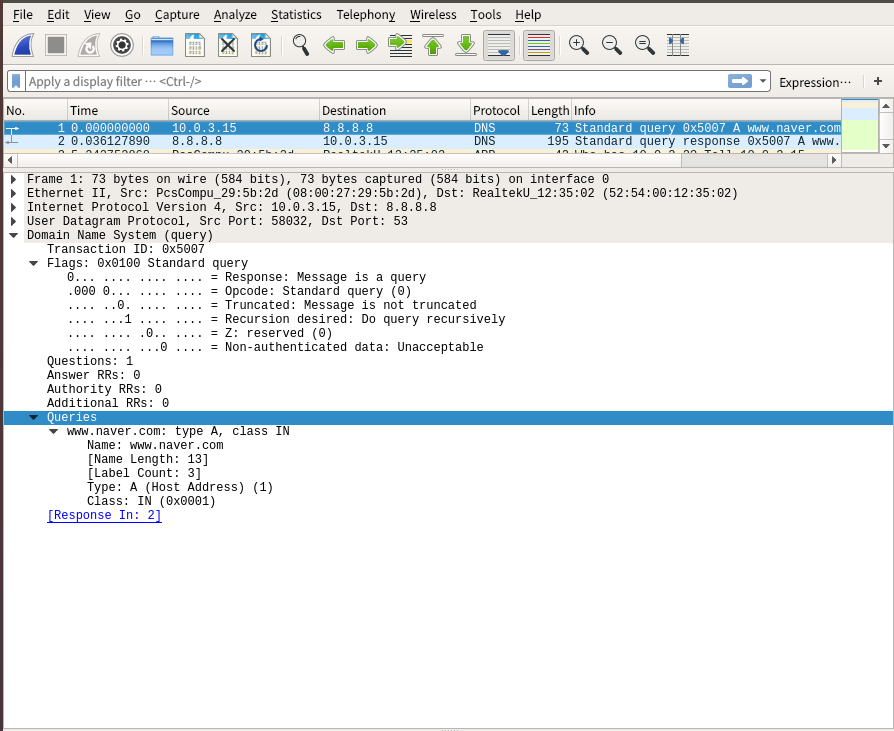 File Edit View Go Capture Analyze Statistics Telephony Wireless Tools Help
Apply a display filter … <Ctrl-/>
Expression…
+
No. Time Source Destination Protocol Length Info
1 0.000000000 10.0.3.15 8.8.8.8 DNS 73 Standard query 0x5007 A www.naver.com
2 0.036127890 8.8.8.8 10.0.3.15 DNS 195 Standard query response 0x5007 A www.
Frame 1: 73 bytes on wire (584 bits), 73 bytes captured (584 bits) on interface 0
Ethernet II, Src: PcsCompu_29:5b:2d (08:00:27:29:5b:2d), Dst: RealtekU_12:35:02 (52:54:00:12:35:02)
Internet Protocol Version 4, Src: 10.0.3.15, Dst: 8.8.8.8
User Datagram Protocol, Src Port: 58032, Dst Port: 53
Domain Name System (query)
Transaction ID: 0x5007
Flags: 0x0100 Standard query
0... .... .... .... = Response: Message is a query
.000 0... .... .... = Opcode: Standard query (0)
.... ..0. .... .... = Truncated: Message is not truncated
.... ...1 .... .... = Recursion desired: Do query recursively
.... .... .0.. .... = Z: reserved (0)
.... .... ...0 .... = Non-authenticated data: Unacceptable
Questions: 1
Answer RRs: 0
Authority RRs: 0
Additional RRs: 0
Queries
www.naver.com: type A, class IN
Name: www.naver.com
[Name Length: 13]
[Label Count: 3]
Type: A (Host Address) (1)
Class: IN (0x0001)
[Response In: 2]